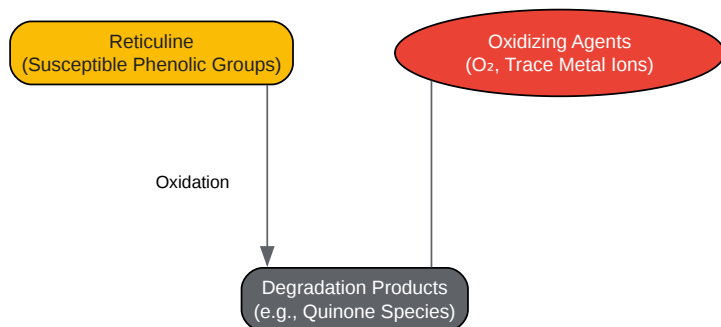 Reticuline
(Susceptible Phenolic Groups)
Oxidizing Agents
(O₂, Trace Metal Ions)
Oxidation
Degradation Products
(e.g., Quinone Species)